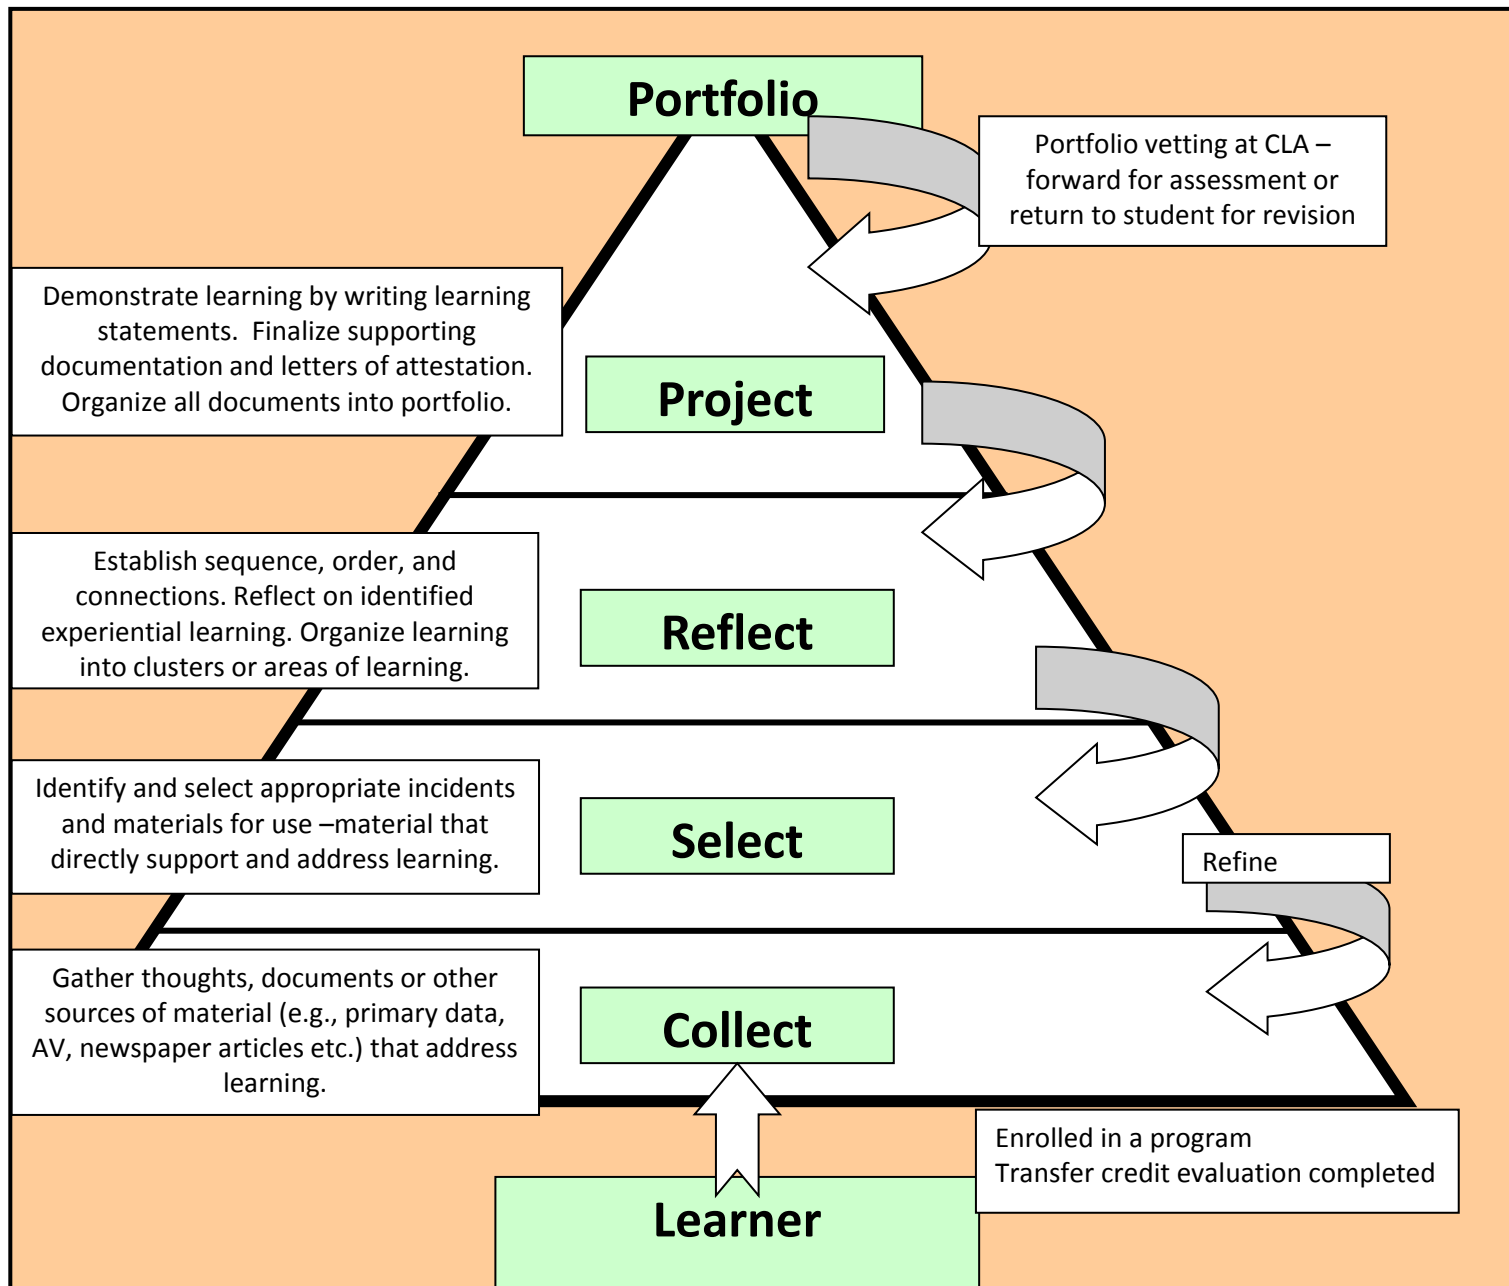 Portfolio
Portfolio vetting at CLA –
forward for assessment or
return to student for revision
Demonstrate learning by writing learning
statements.  Finalize supporting
documentation and letters of attestation.
Organize all documents into portfolio.
Project
Establish sequence, order, and
connections. Reflect on identified
experiential learning. Organize learning
into clusters or areas of learning.
Reflect
Identify and select appropriate incidents
and materials for use –material that
directly support and address learning.
Select
Refine
Gather thoughts, documents or other
sources of material (e.g., primary data,
AV, newspaper articles etc.) that address
learning.
Collect
Enrolled in a program
Transfer credit evaluation completed
Learner